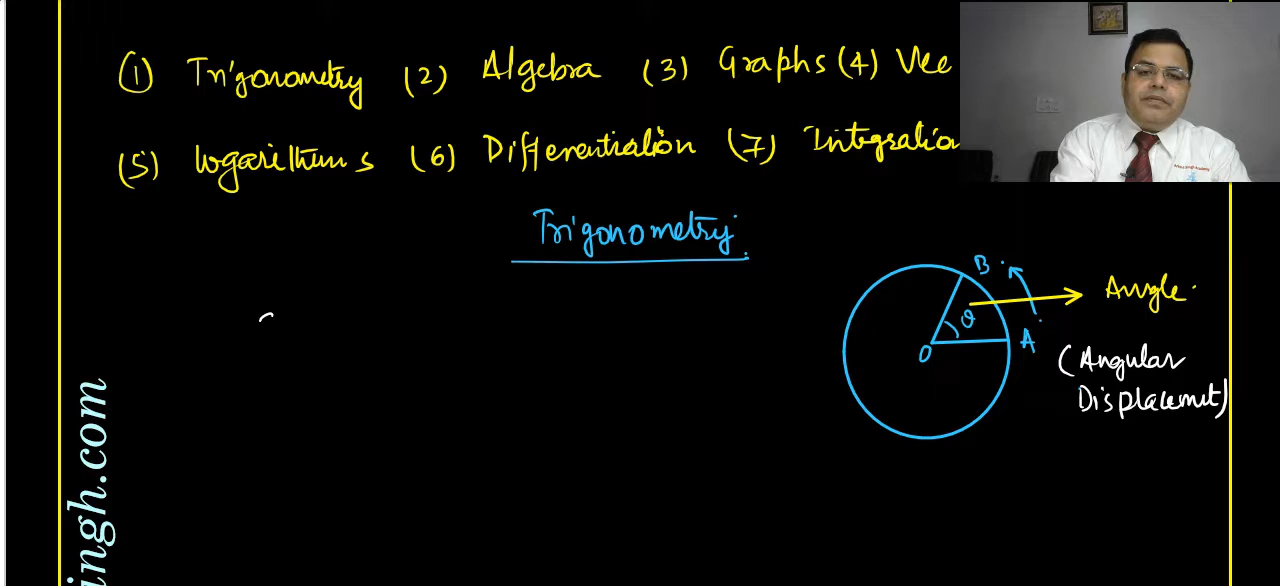 (1) Trigonometry (2) Algebra (3) Graphs (4) Vec
(5) Logarithms (6) Differentiation (7) Integratio
Trigonometry
B
θ
O
A
Angle.
(Angular
Displacemet)
ingh.com